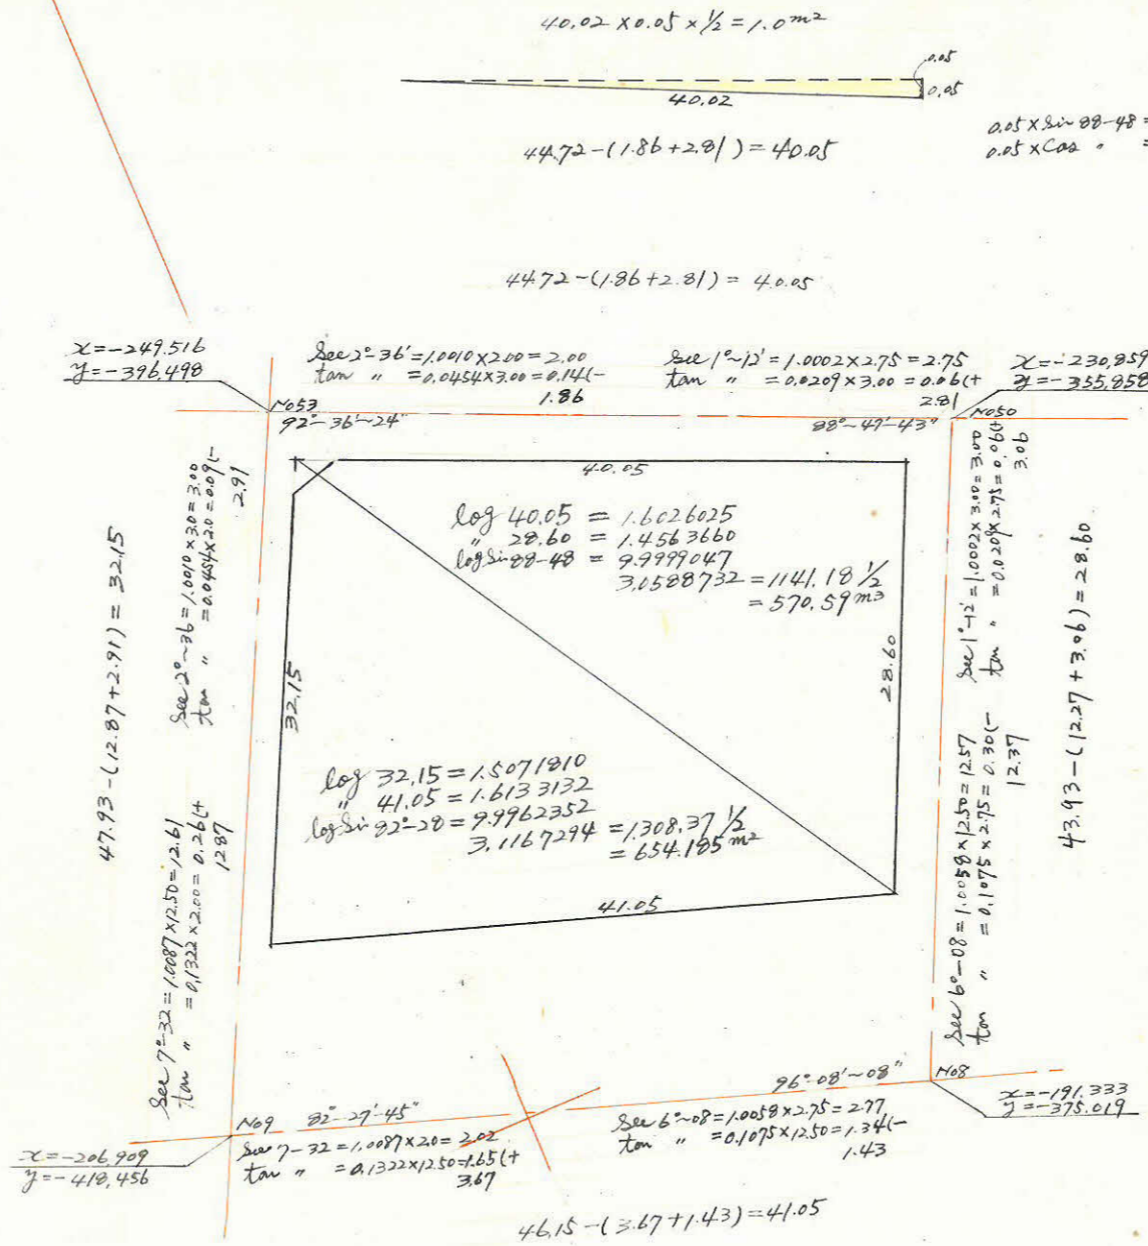 40.02 × 0.05 × 1/2 = 1.0 m²
0.05
0.05
40.02
0.05 × Sin 88-48 =
0.05 × Cos 〃 =
44.72 - (1.86 + 2.81) = 40.05
44.72 - (1.86 + 2.81) = 40.05
x = -249.516
y = -396.498
Sec 2°-36' = 1.0010 × 2.00 = 2.00
tan 〃 = 0.0454 × 3.00 = 0.14 (-
1.86
Sec 1°~12' = 1.0002 × 2.75 = 2.75
tan 〃 = 0.0209 × 3.00 = 0.06 (+
2.81
x = -230.859
y = -355.858
No53
92°-36'~24"
88°~47'-43"
No50
40.05
log 40.05 = 1.6026025
〃 28.60 = 1.4563660
log Sin 88-48 = 9.9999047
3.0588732 = 1141.18 1/2
= 570.59 m³
47.93 - (12.87 + 2.91) = 32.15
Sec 2°~36 = 1.0010 × 3.0 = 3.00
tan 〃 = 0.0454 × 2.0 = 0.09 (-
2.91
Sec 7°-32 = 1.0087 × 12.50 = 12.61
tan 〃 = 0.1322 × 2.00 = 0.26 (+
12.87
32.15
28.60
Sec 1°-12' = 1.0002 × 3.00 = 3.00
tan 〃 = 0.0209 × 2.75 = 0.06 (+
3.06
Sec 6°-08 = 1.0058 × 12.50 = 12.57
tan 〃 = 0.1075 × 2.75 = 0.30 (-
12.37
43.93 - (12.27 + 3.06) = 28.60
log 32.15 = 1.5071810
〃 41.05 = 1.6133132
log Sin 82°-28 = 9.9962352
3.1167294 = 1.308.37 1/2
= 654.185 m²
41.05
No9
82°-27'-45"
96°-08'~08"
No8
x = -191.333
y = -375.019
x = -206.909
y = -418.456
Sec 7-32 = 1.0087 × 2.0 = 2.02
tan 〃 = 0.1322 × 12.50 = 1.65 (+
3.67
Sec 6°~08 = 1.0058 × 2.75 = 2.77
tan 〃 = 0.1075 × 12.50 = 1.34 (-
1.43
46.15 - (3.67 + 1.43) = 41.05